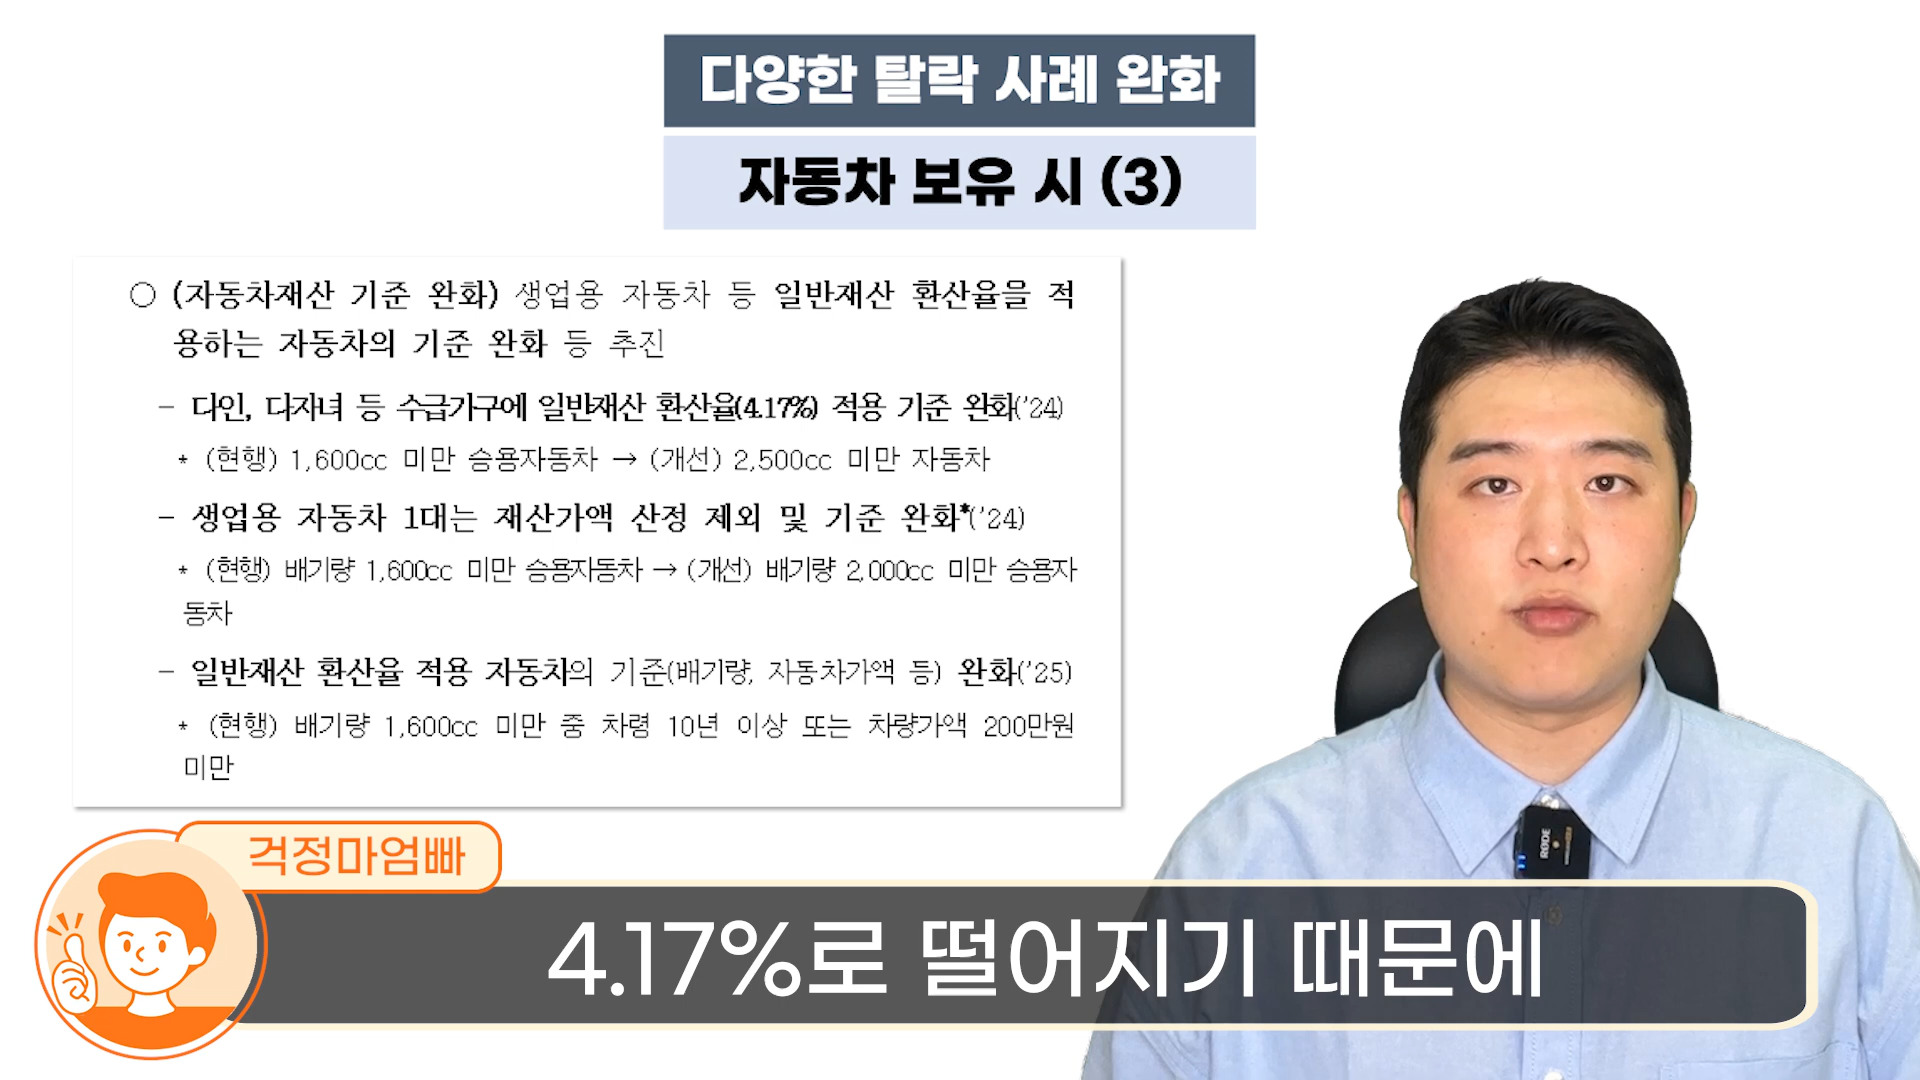 다양한 탈락 사례 완화
자동차 보유 시 (3)
○ (자동차재산 기준 완화) 생업용 자동차 등 일반재산 환산율을 적
용하는 자동차의 기준 완화 등 추진
- 다인, 다자녀 등 수급가구에 일반재산 환산율(4.17%) 적용 기준 완화('24)
* (현행) 1,600cc 미만 승용자동차 → (개선) 2,500cc 미만 자동차
- 생업용 자동차 1대는 재산가액 산정 제외 및 기준 완화*('24)
* (현행) 배기량 1,600cc 미만 승용자동차 → (개선) 배기량 2,000cc 미만 승용자
동차
- 일반재산 환산율 적용 자동차의 기준(배기량, 자동차가액 등) 완화('25)
* (현행) 배기량 1,600cc 미만 중 차령 10년 이상 또는 차량가액 200만원
미만
RØDE
걱정마엄빠
4.17%로 떨어지기 때문에